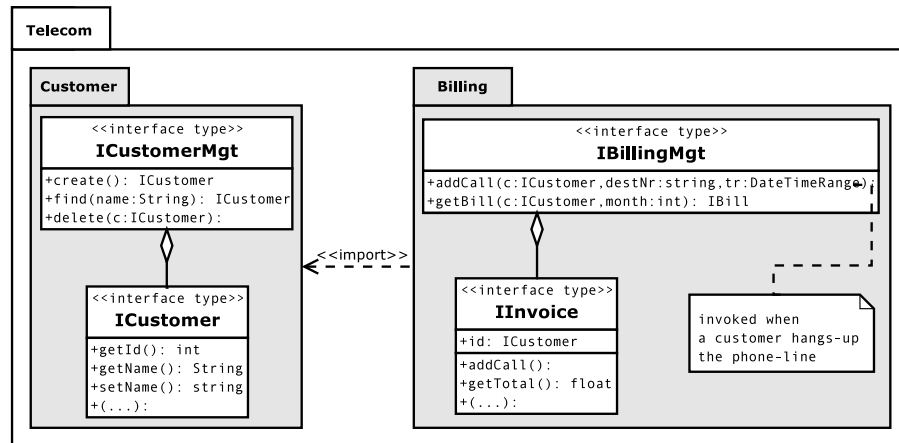 Telecom
Customer
<<interface type>>
ICustomerMgt
+create(): ICustomer
+find(name:String): ICustomer
+delete(c:ICustomer):
<<interface type>>
ICustomer
+getId(): int
+getName(): String
+setName(): string
+(...):
<<import>>
Billing
<<interface type>>
IBillingMgt
+addCall(c:ICustomer,destNr:string,tr:DateTimeRange):
+getBill(c:ICustomer,month:int): IBill
<<interface type>>
IInvoice
+id: ICustomer
+addCall():
+getTotal(): float
+(...):
invoked when
a customer hangs-up
the phone-line